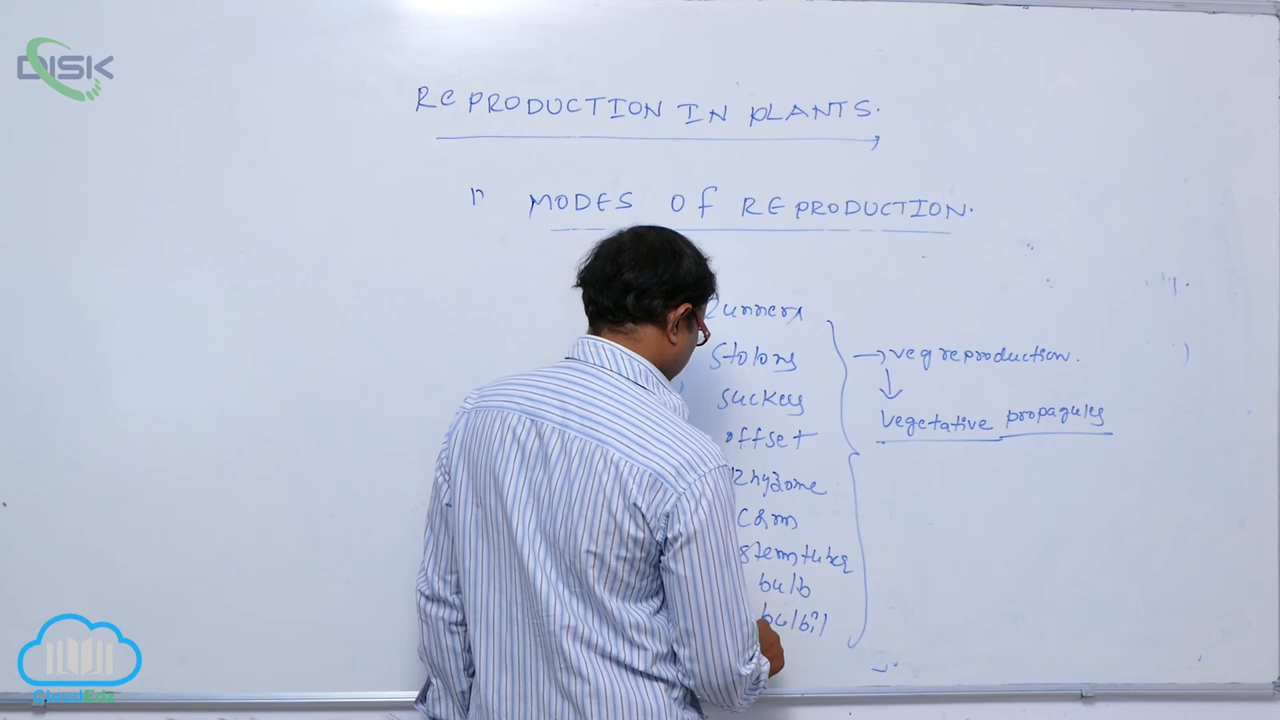 DISK
REPRODUCTION IN PLANTS.
1) MODES Of REPRODUCTION.
Runners
Stolons
suckers
offset
Rhyzome
Corm
stem tuber
bulb
bulbil
→ veg reproduction.
↓
vegetative propagules
CloudEdz